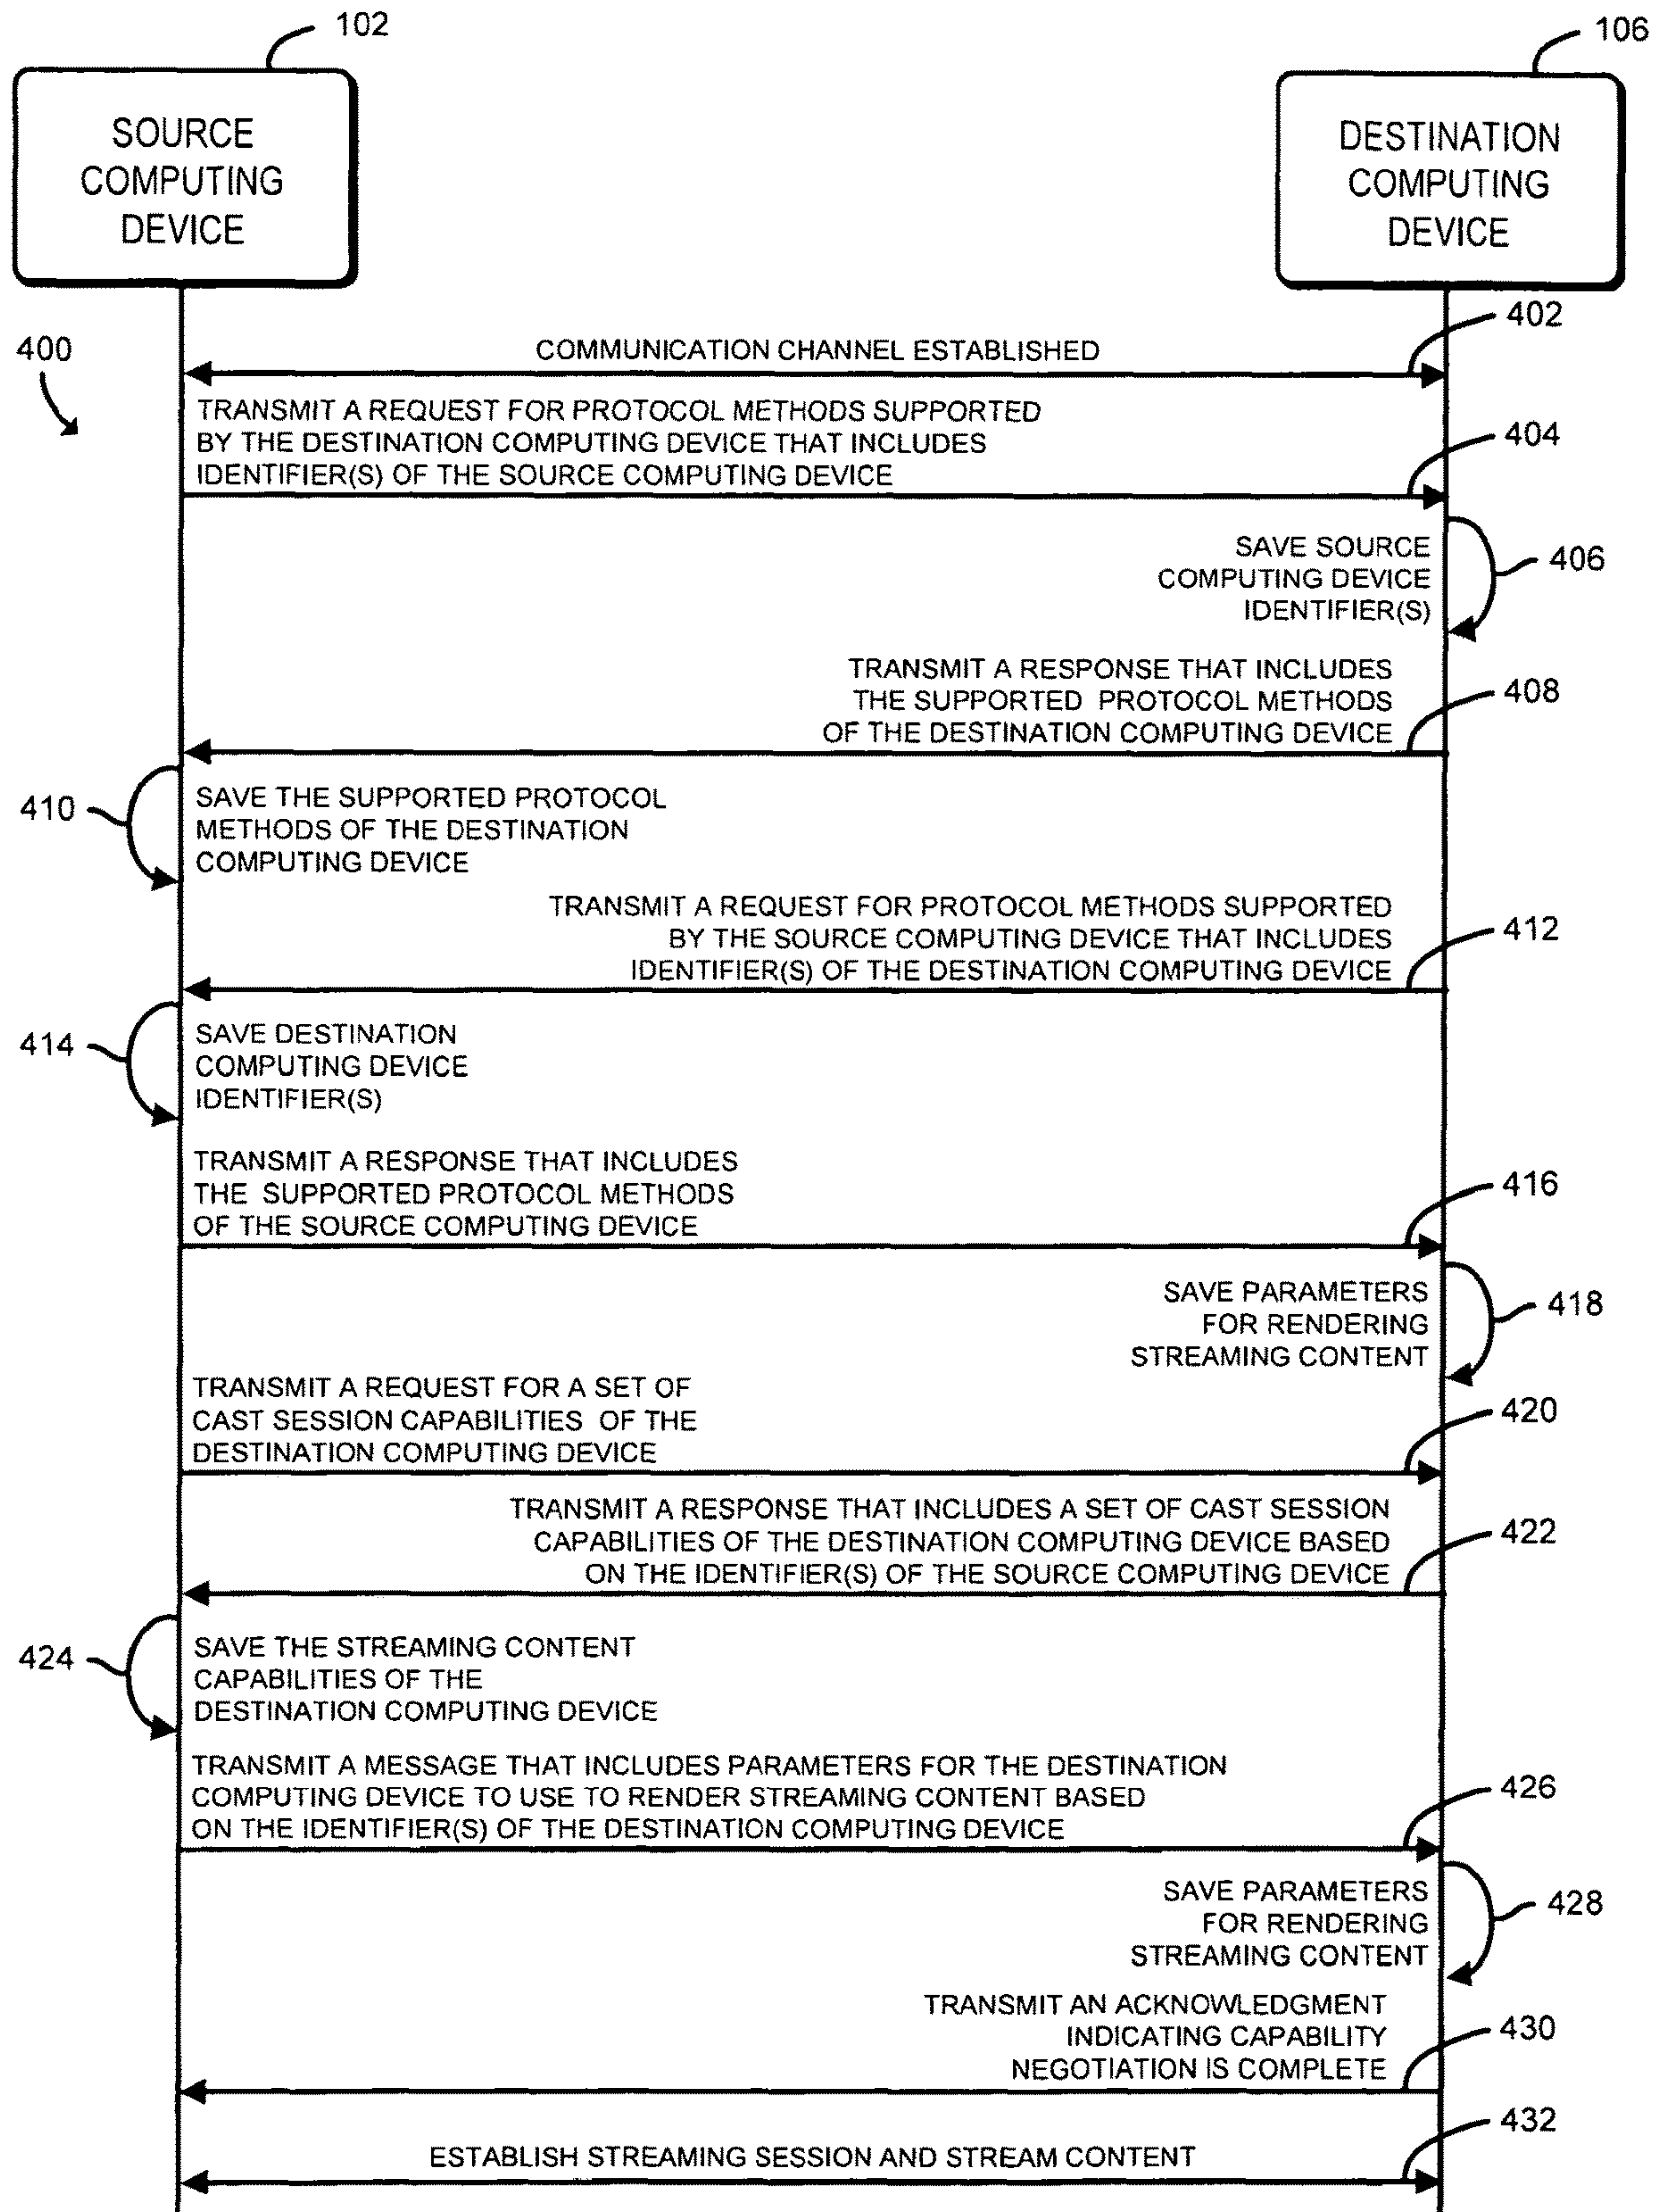 102
106
SOURCE
COMPUTING
DEVICE
DESTINATION
COMPUTING
DEVICE
400
COMMUNICATION CHANNEL ESTABLISHED
402
TRANSMIT A REQUEST FOR PROTOCOL METHODS SUPPORTED
BY THE DESTINATION COMPUTING DEVICE THAT INCLUDES
IDENTIFIER(S) OF THE SOURCE COMPUTING DEVICE
404
SAVE SOURCE
COMPUTING DEVICE
IDENTIFIER(S)
406
TRANSMIT A RESPONSE THAT INCLUDES
THE SUPPORTED PROTOCOL METHODS
OF THE DESTINATION COMPUTING DEVICE
408
410
SAVE THE SUPPORTED PROTOCOL
METHODS OF THE DESTINATION
COMPUTING DEVICE
TRANSMIT A REQUEST FOR PROTOCOL METHODS SUPPORTED
BY THE SOURCE COMPUTING DEVICE THAT INCLUDES
IDENTIFIER(S) OF THE DESTINATION COMPUTING DEVICE
412
414
SAVE DESTINATION
COMPUTING DEVICE
IDENTIFIER(S)
TRANSMIT A RESPONSE THAT INCLUDES
THE SUPPORTED PROTOCOL METHODS
OF THE SOURCE COMPUTING DEVICE
416
SAVE PARAMETERS
FOR RENDERING
STREAMING CONTENT
418
TRANSMIT A REQUEST FOR A SET OF
CAST SESSION CAPABILITIES OF THE
DESTINATION COMPUTING DEVICE
420
TRANSMIT A RESPONSE THAT INCLUDES A SET OF CAST SESSION
CAPABILITIES OF THE DESTINATION COMPUTING DEVICE BASED
ON THE IDENTIFIER(S) OF THE SOURCE COMPUTING DEVICE
422
424
SAVE THE STREAMING CONTENT
CAPABILITIES OF THE
DESTINATION COMPUTING DEVICE
TRANSMIT A MESSAGE THAT INCLUDES PARAMETERS FOR THE DESTINATION
COMPUTING DEVICE TO USE TO RENDER STREAMING CONTENT BASED
ON THE IDENTIFIER(S) OF THE DESTINATION COMPUTING DEVICE
426
SAVE PARAMETERS
FOR RENDERING
STREAMING CONTENT
428
TRANSMIT AN ACKNOWLEDGMENT
INDICATING CAPABILITY
NEGOTIATION IS COMPLETE
430
ESTABLISH STREAMING SESSION AND STREAM CONTENT
432